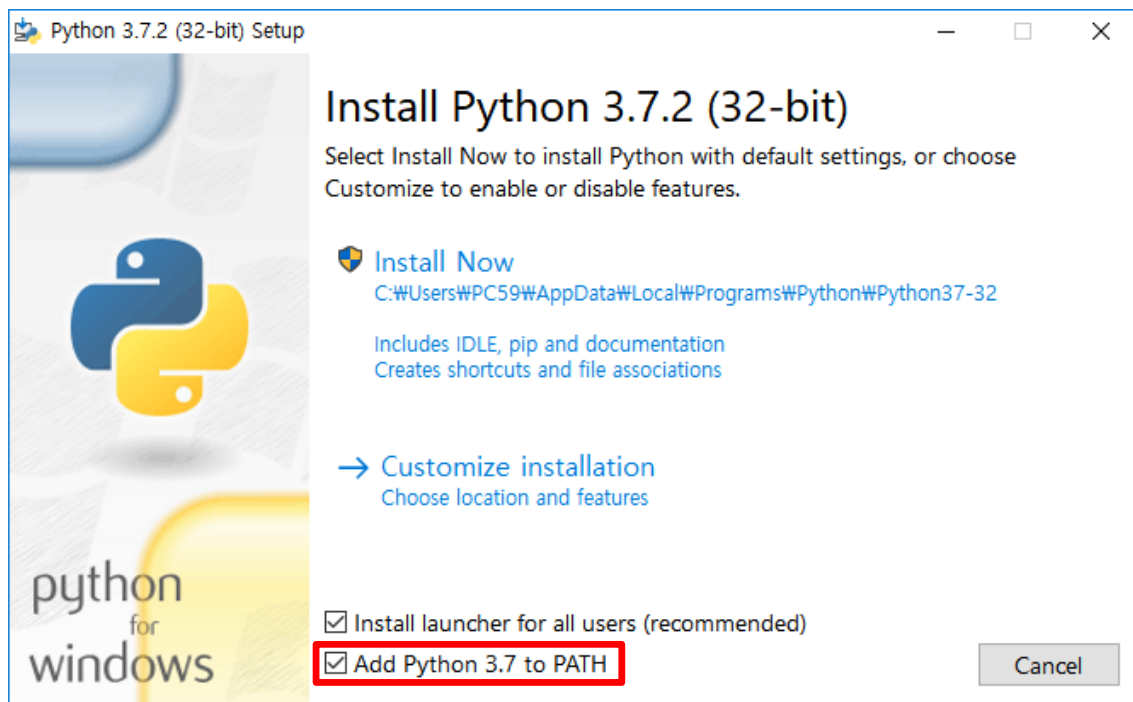 Python 3.7.2 (32-bit) Setup
Install Python 3.7.2 (32-bit)
Select Install Now to install Python with default settings, or choose
Customize to enable or disable features.
Install Now
C:₩Users₩PC59₩AppData₩Local₩Programs₩Python₩Python37-32
Includes IDLE, pip and documentation
Creates shortcuts and file associations
Customize installation
Choose location and features
python
for
windows
Install launcher for all users (recommended)
Add Python 3.7 to PATH
Cancel